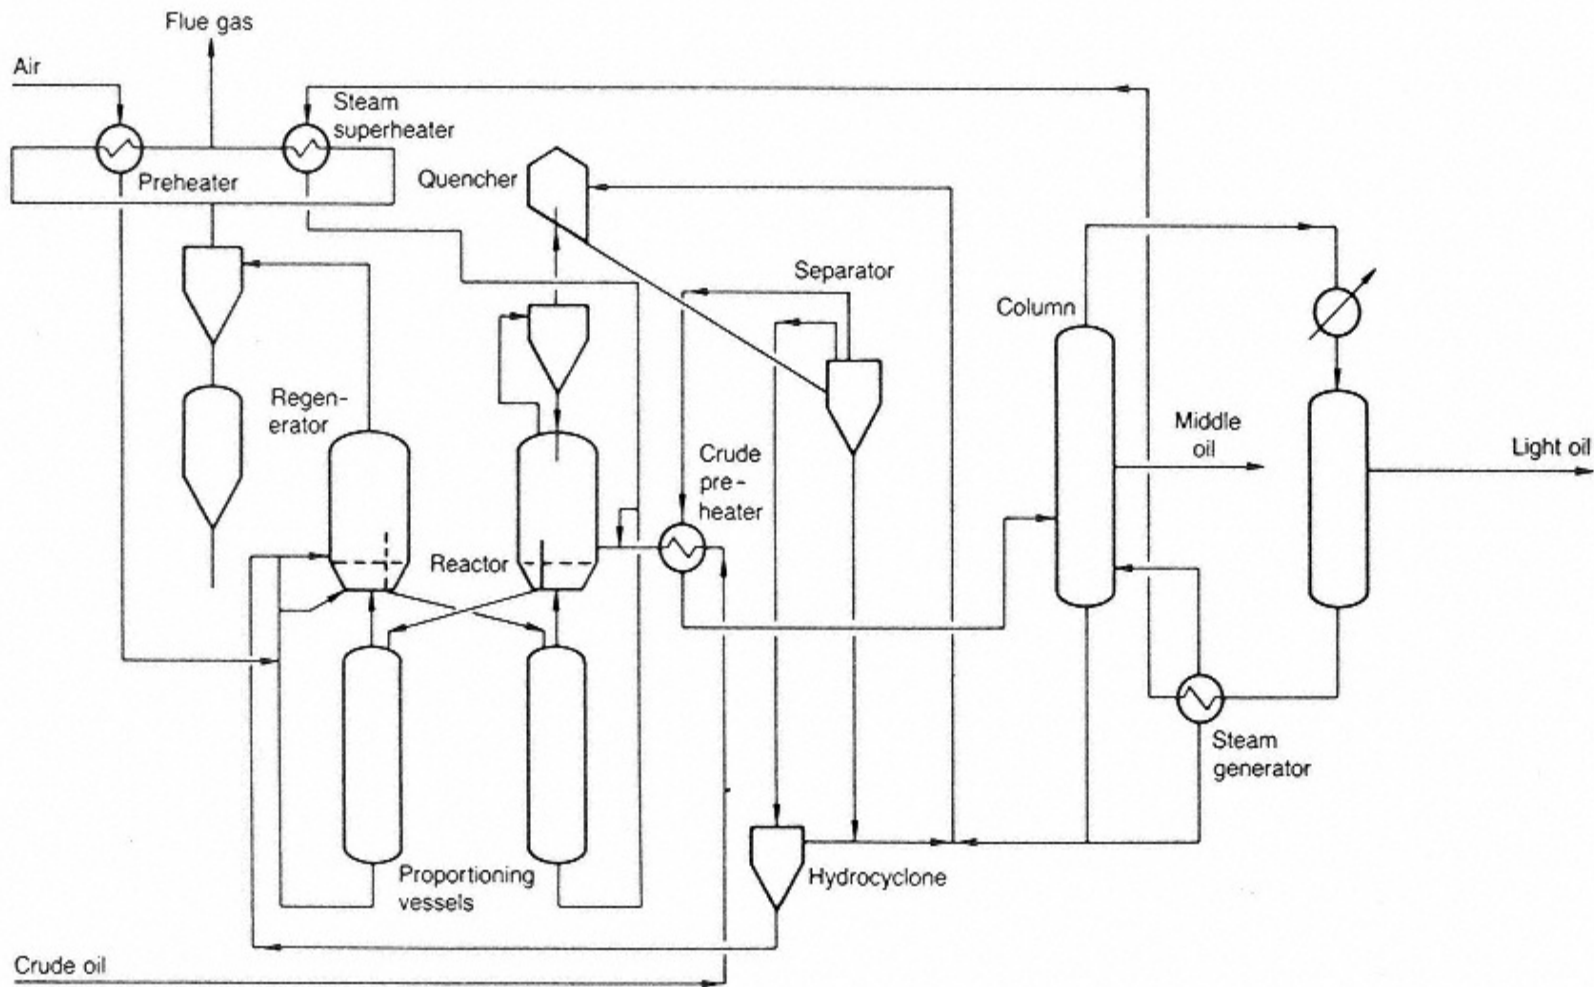 Flue gas
Air
Steam
superheater
Preheater
Quencher
Separator
Column
Regen-
erator
Middle
oil
Light oil
Crude
pre-
heater
Reactor
Steam
generator
Proportioning
vessels
Hydrocyclone
Crude oil